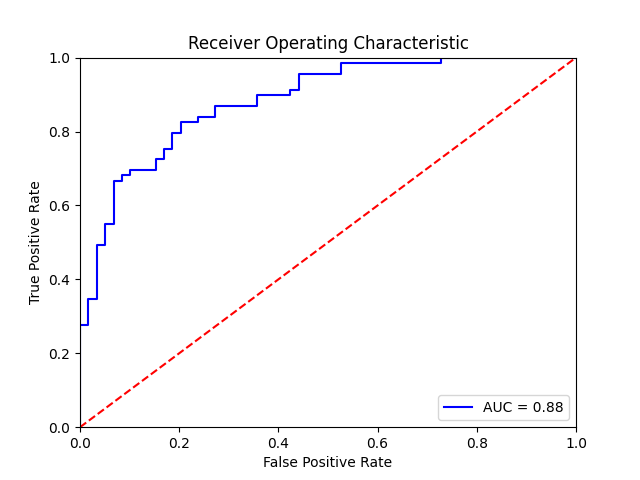 Receiver Operating Characteristic
1.0
0.8
0.6
0.4
0.2
0.0
True Positive Rate
AUC = 0.88
0.0 0.2 0.4 0.6 0.8 1.0
False Positive Rate